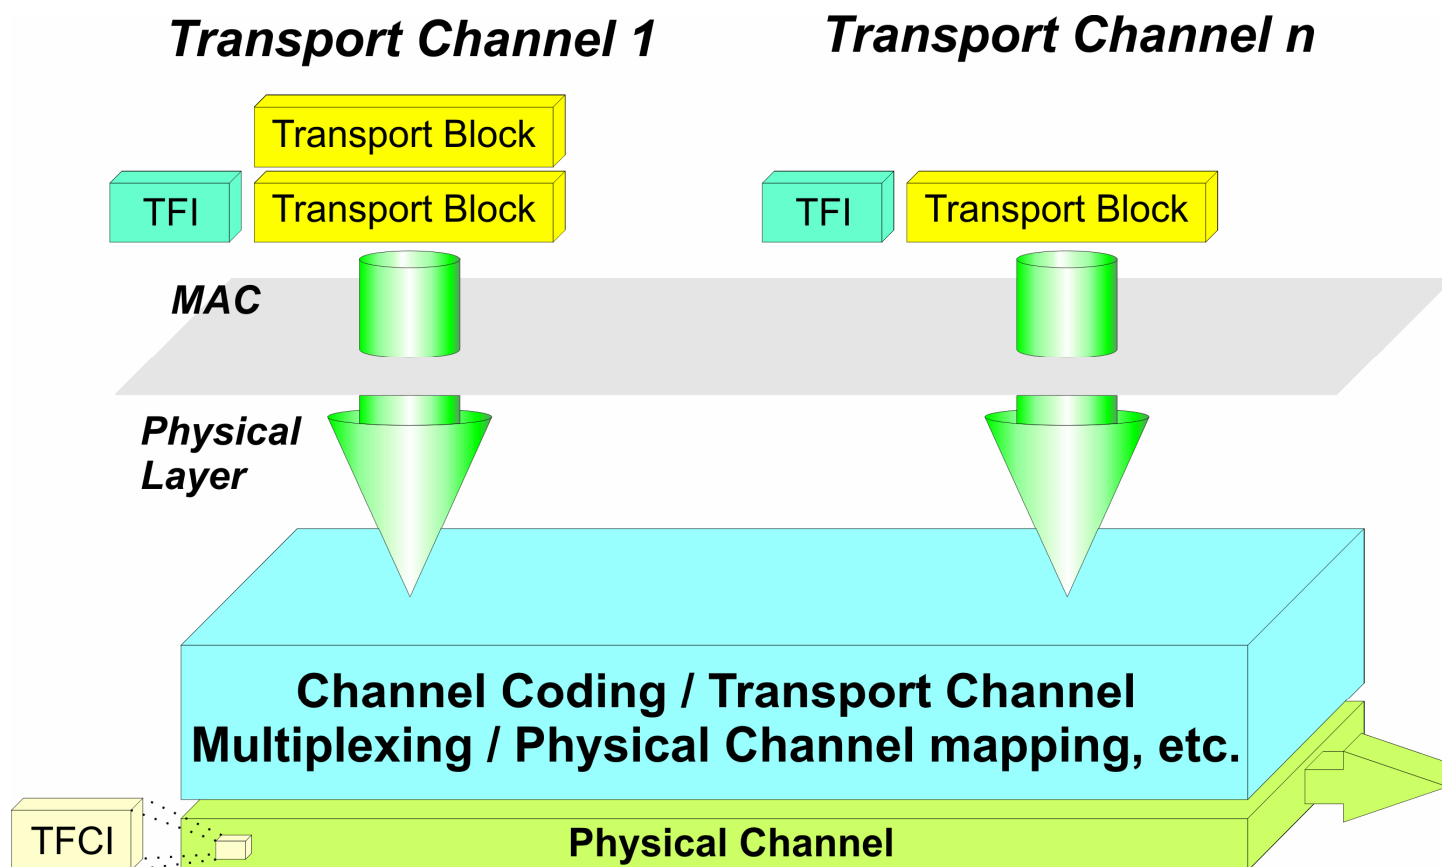 Transport Channel 1
Transport Channel n
Transport Block
TFI
Transport Block
TFI
Transport Block
MAC
Physical
Layer
Channel Coding / Transport Channel
Multiplexing / Physical Channel mapping, etc.
TFCI
Physical Channel